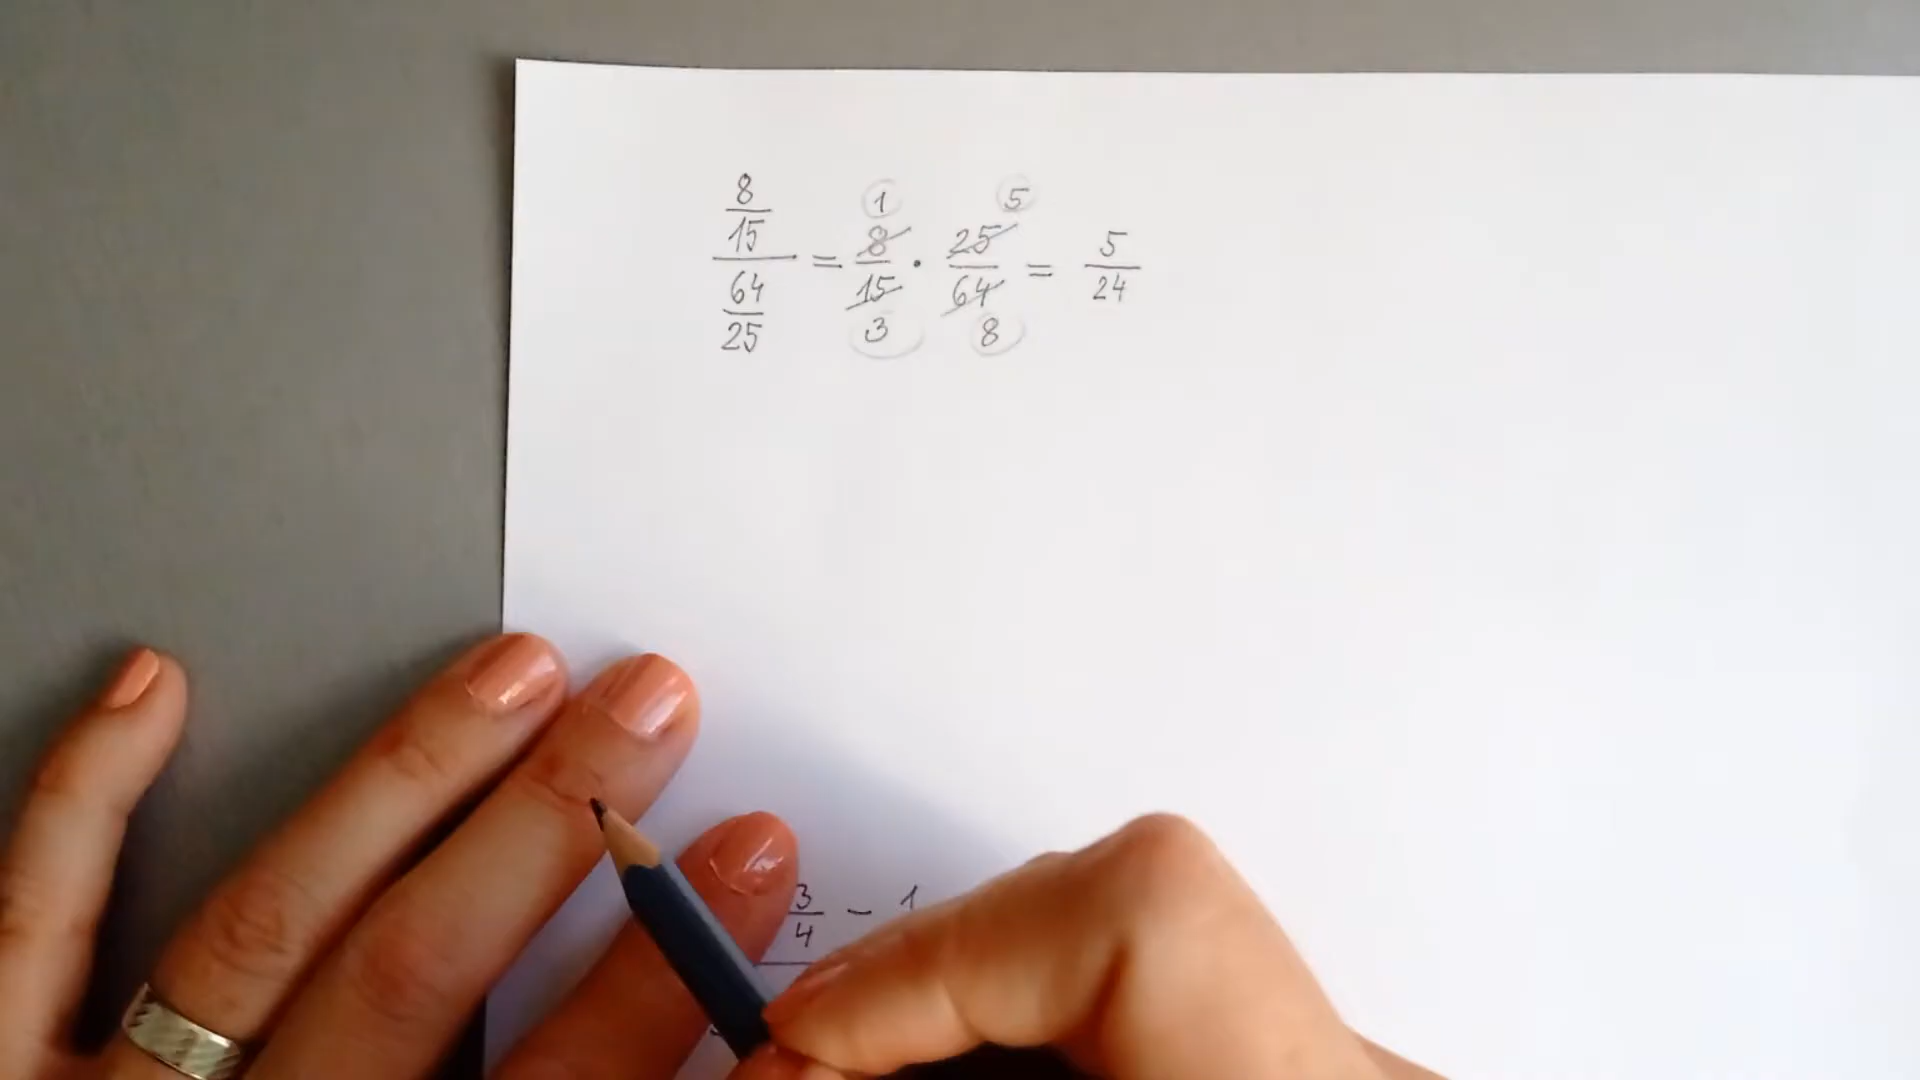 8/15 / 64/25 = 8/15 · 25/64 = 5/24
1 5
3 8
3/4 - 1